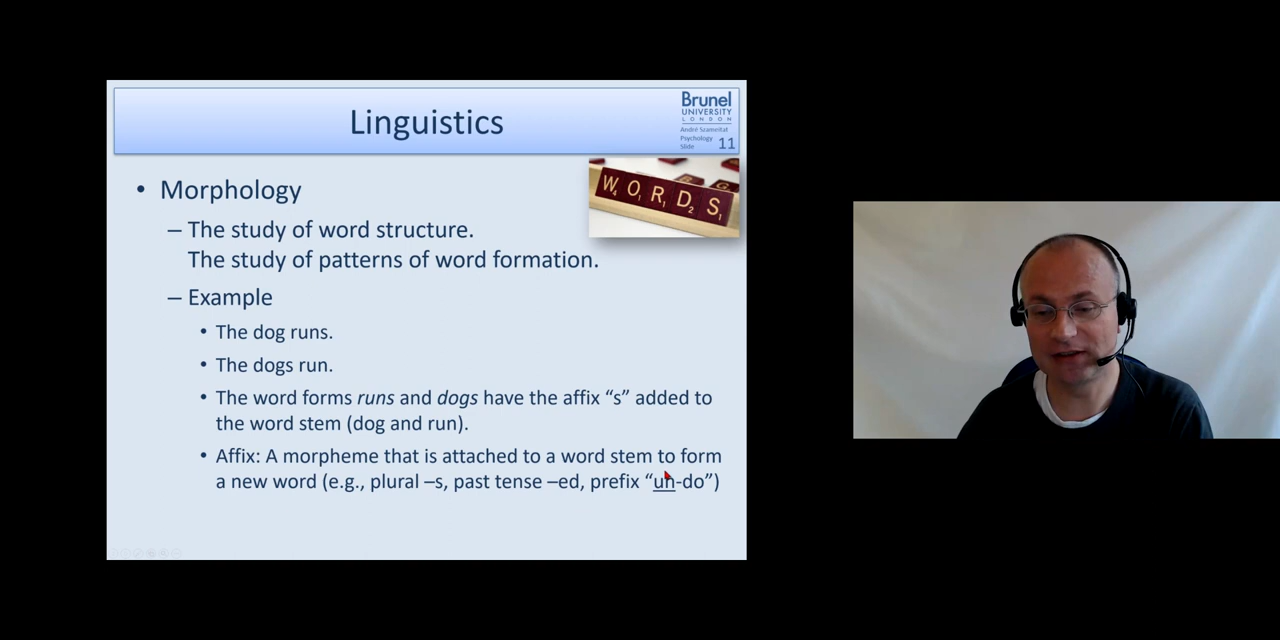 Linguistics
Brunel
UNIVERSITY
LONDON
André Szameitat
Psychology
Slide 11
WORDS
• Morphology
– The study of word structure.
The study of patterns of word formation.
– Example
• The dog runs.
• The dogs run.
• The word forms runs and dogs have the affix “s” added to
the word stem (dog and run).
• Affix: A morpheme that is attached to a word stem to form
a new word (e.g., plural –s, past tense –ed, prefix “un-do”)